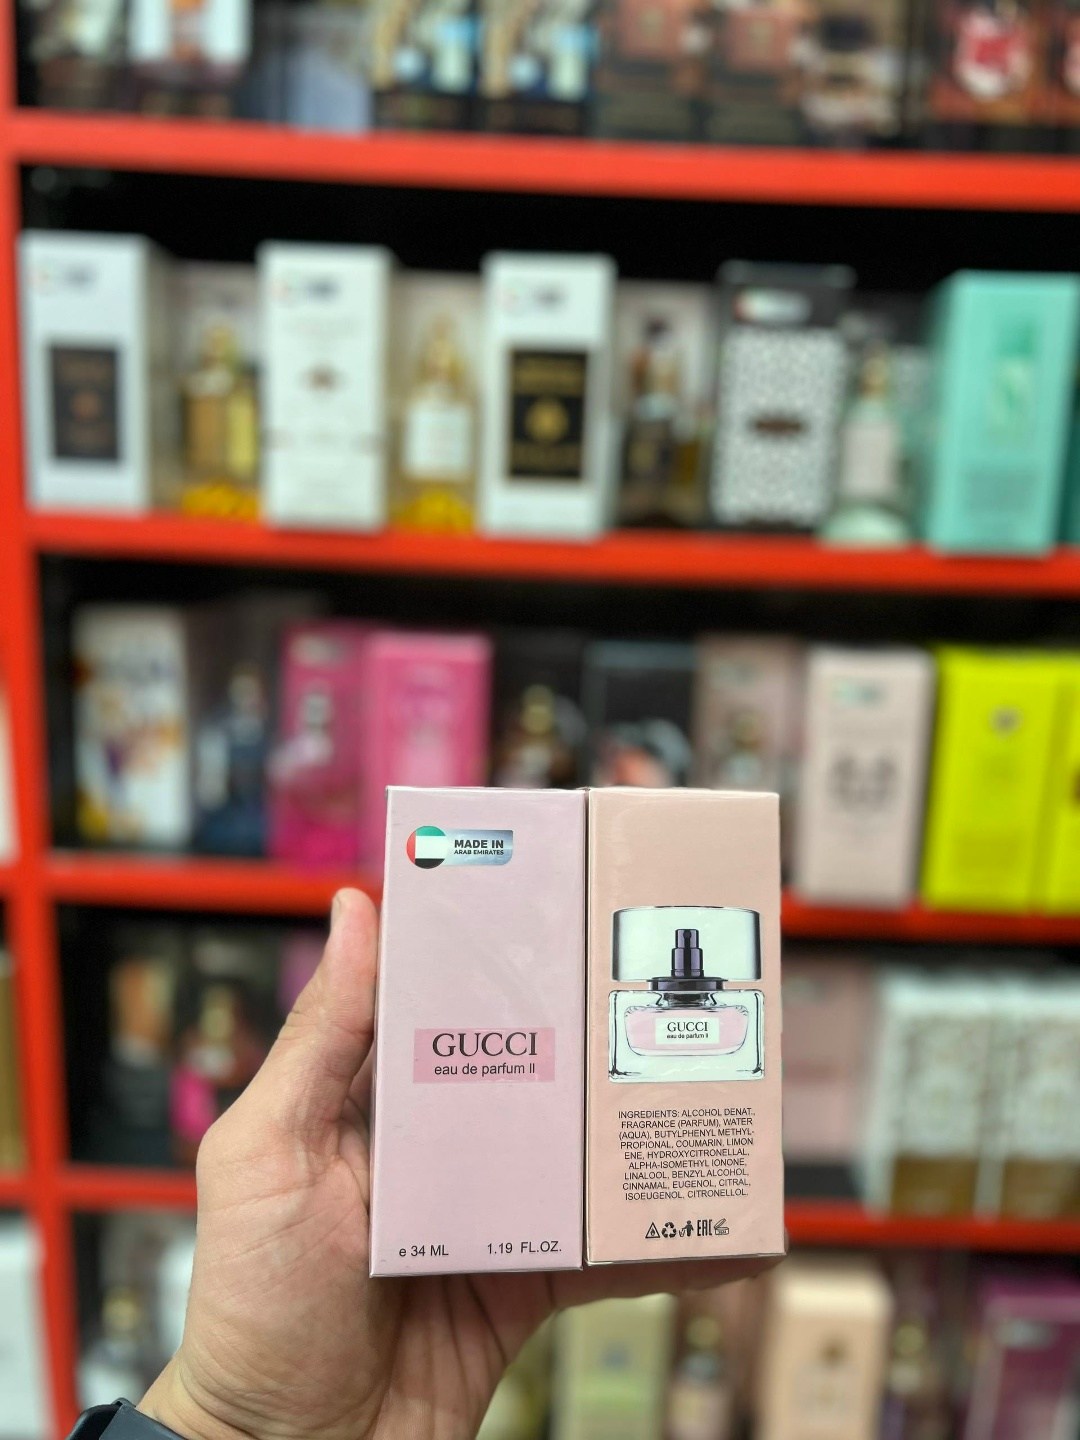 MADE IN
ARAB EMIRATES
GUCCI
eau de parfum II
e 34 ML 1.19 FL.OZ.
GUCCI
eau de parfum II
INGREDIENTS: ALCOHOL DENAT.,
FRAGRANCE (PARFUM), WATER
(AQUA), BUTYLPHENYL METHYL-
PROPIONAL, COUMARIN, LIMON
ENE, HYDROXYCITRONELLAL,
ALPHA-ISOMETHYL IONONE,
LINALOOL, BENZYL ALCOHOL,
CINNAMAL, EUGENOL, CITRAL,
ISOEUGENOL, CITRONELLOL.
EAC